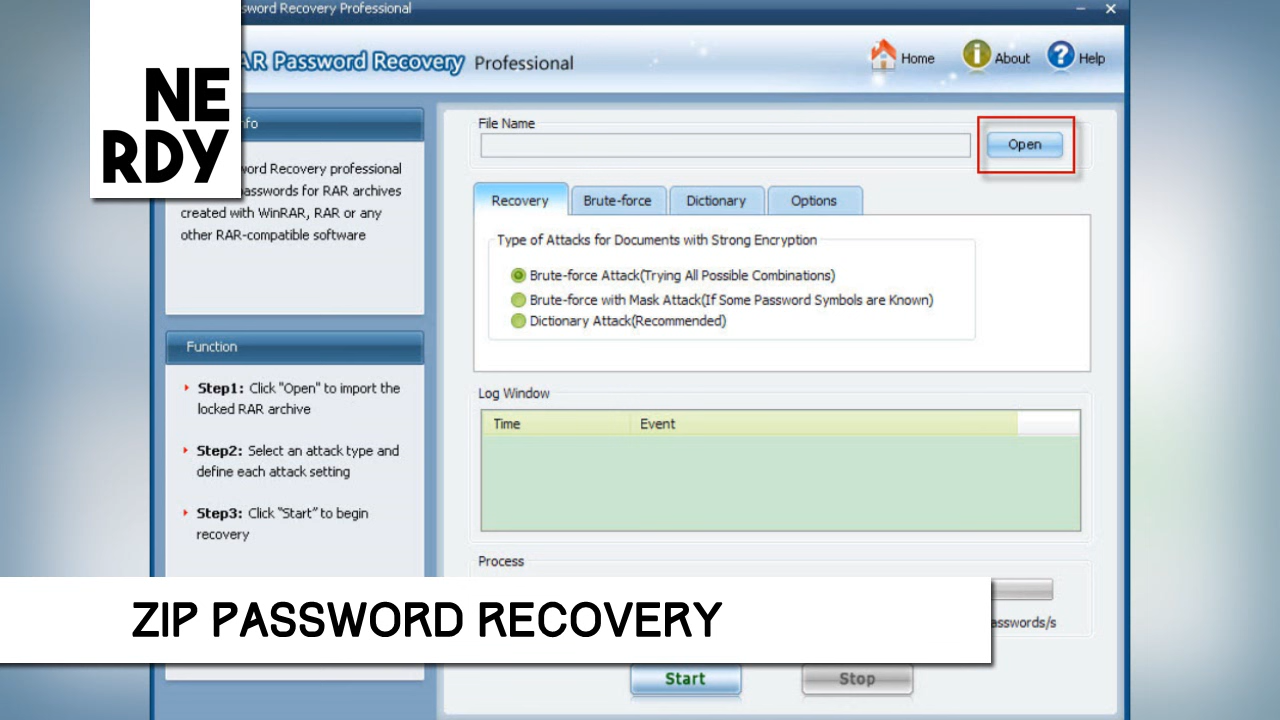 sword Recovery Professional
NE
RDY
AR Password Recovery Professional
Home
About
Help
nfo
ord Recovery professional
asswords for RAR archives
created with WinRAR, RAR or any
other RAR-compatible software
File Name
Open
Recovery
Brute-force
Dictionary
Options
Type of Attacks for Documents with Strong Encryption
Brute-force Attack(Trying All Possible Combinations)
Brute-force with Mask Attack(If Some Password Symbols are Known)
Dictionary Attack(Recommended)
Function
Step1: Click "Open" to import the
locked RAR archive
Step2: Select an attack type and
define each attack setting
Step3: Click "Start" to begin
recovery
Log Window
Time
Event
Process
asswords/s
ZIP PASSWORD RECOVERY
Start
Stop